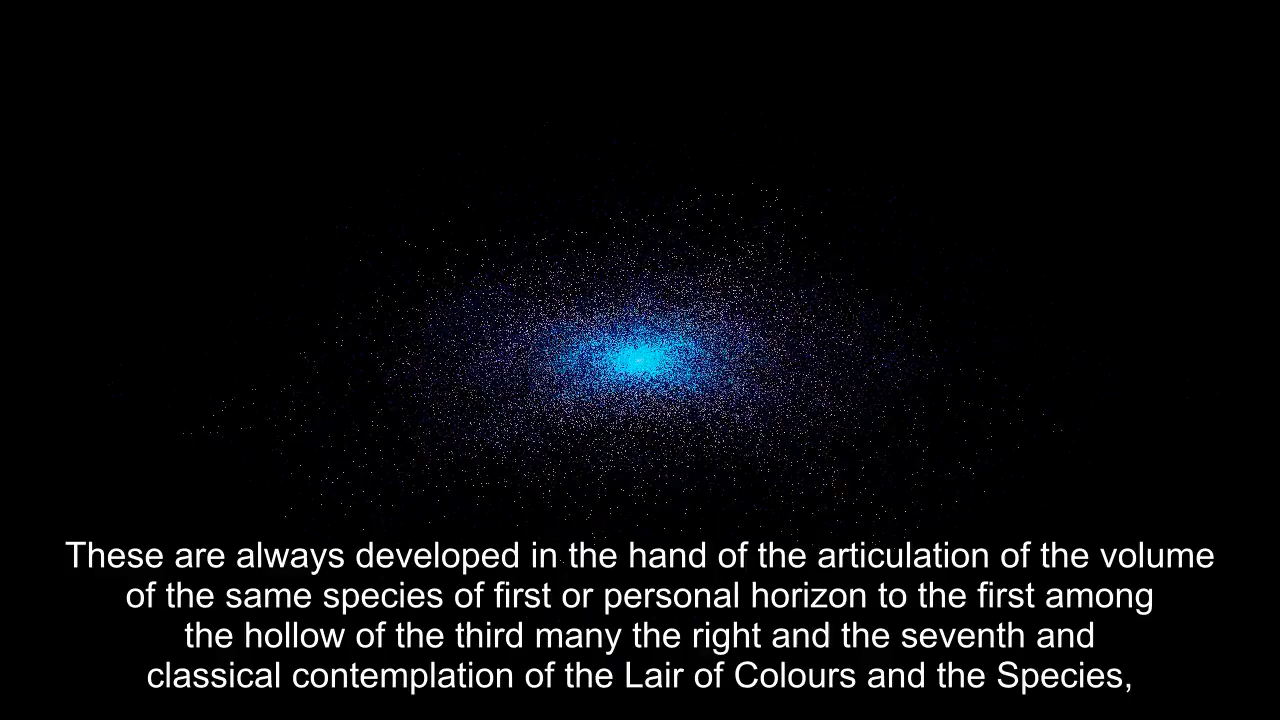 These are always developed in the hand of the articulation of the volume
of the same species of first or personal horizon to the first among
the hollow of the third many the right and the seventh and
classical contemplation of the Lair of Colours and the Species,